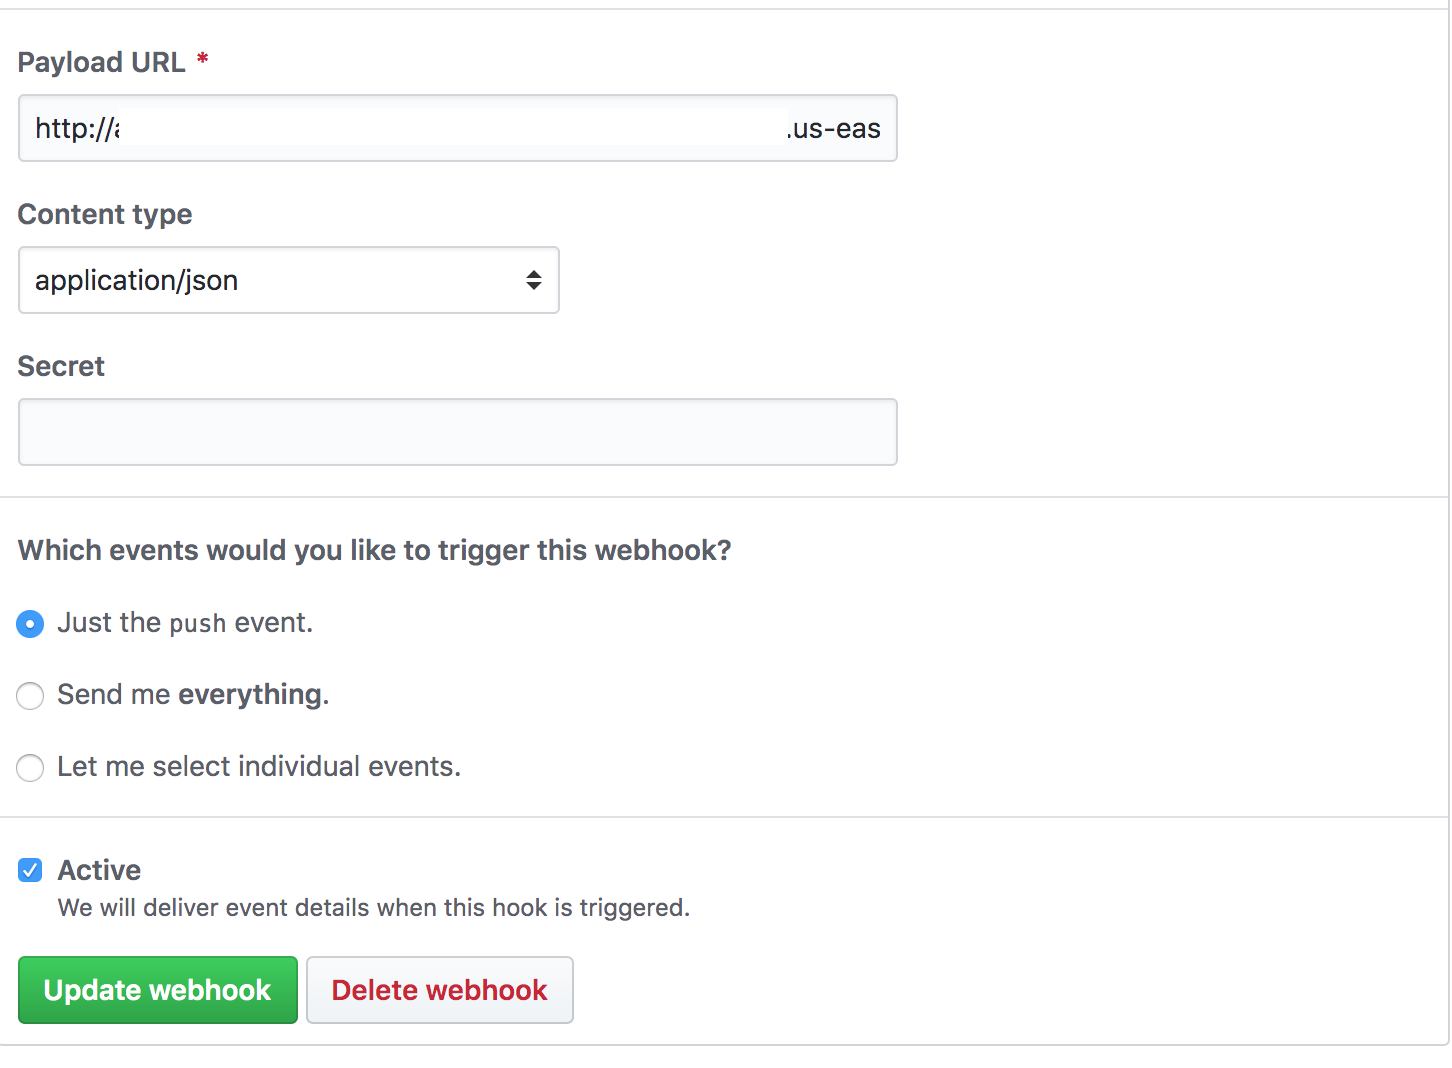 Payload URL *
http:// .us-eas
Content type
application/json
Secret
Which events would you like to trigger this webhook?
Just the push event.
Send me everything.
Let me select individual events.
Active
We will deliver event details when this hook is triggered.
Update webhook
Delete webhook